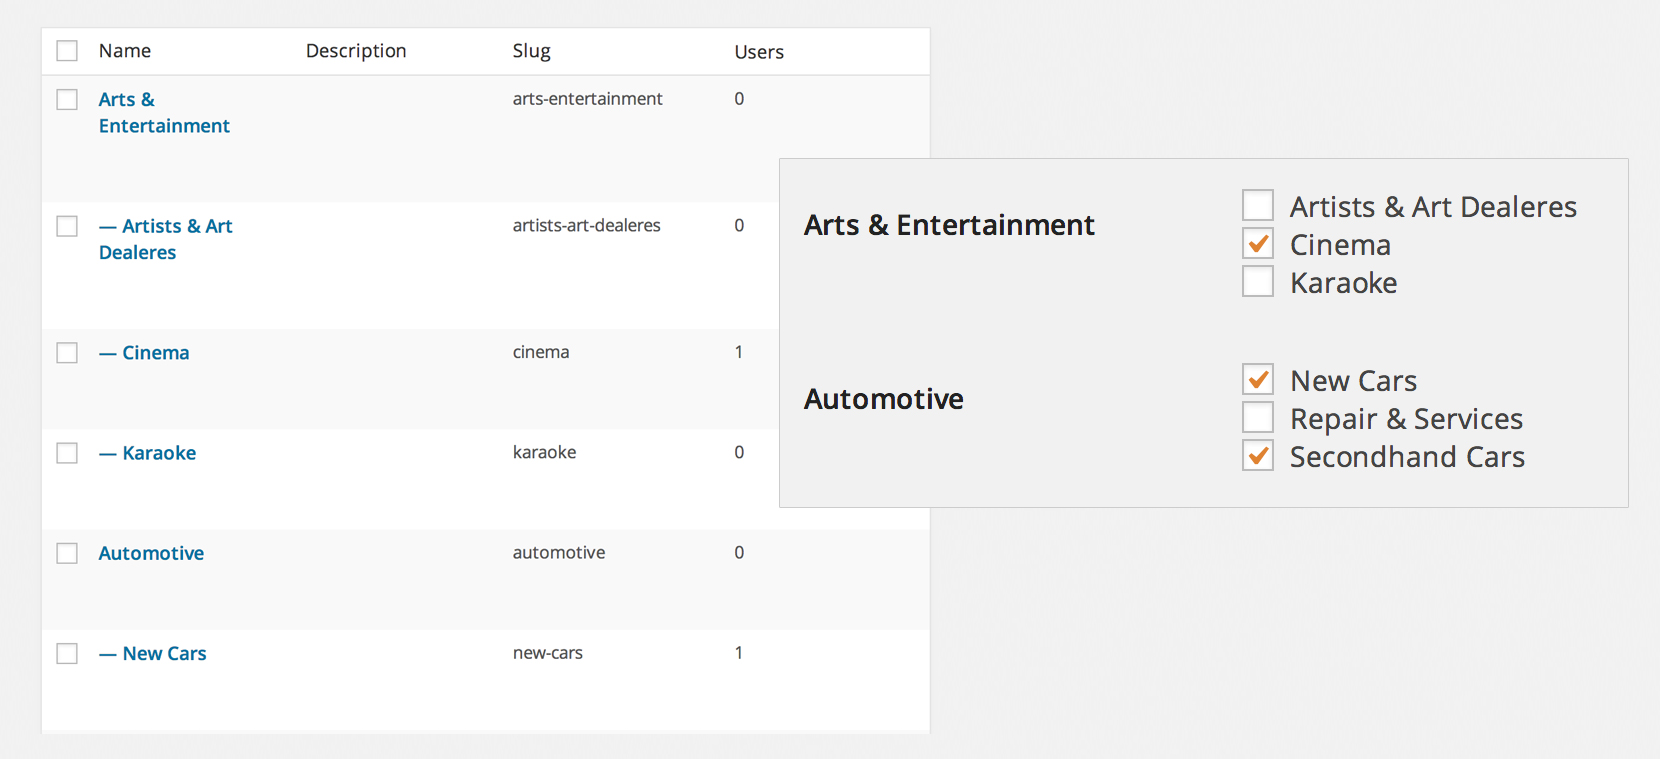 Name Description Slug Users
Arts & arts-entertainment 0
Entertainment
— Artists & Art artists-art-dealeres 0
Dealeres
— Cinema cinema 1
— Karaoke karaoke 0
Automotive automotive 0
— New Cars new-cars 1
Arts & Entertainment
Artists & Art Dealeres
Cinema
Karaoke
Automotive
New Cars
Repair & Services
Secondhand Cars